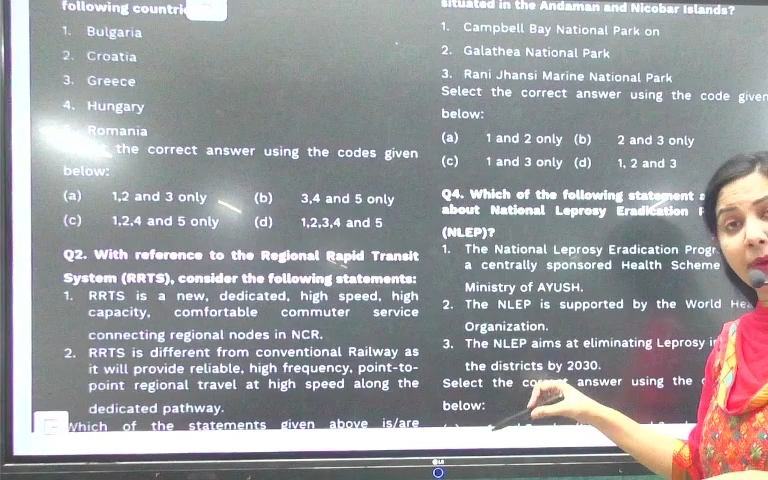 following
1. Bulgaria
2. Croatia
3. Greece
4. Hungary
Romania
the correct answer using the codes given
below:
(a) 1,2 and 3 only (b) 3,4 and 5 only
(c) 1,2,4 and 5 only (d) 1,2,3,4 and 5
Q2. With reference to the Regional Rapid Transit
System (RRTS), consider the following statements:
1. RRTS is a new, dedicated, high speed, high
capacity, comfortable commuter service
connecting regional nodes in NCR.
2. RRTS is different from conventional Railway as
it will provide reliable, high frequency, point-to-
point regional travel at high speed along the
dedicated pathway.
Which of the statements given above is/are
situated in the Andaman and Nicobar Islands?
1. Campbell Bay National Park on
2. Galathea National Park
3. Rani Jhansi Marine National Park
Select the correct answer using the code given
below:
(a) 1 and 2 only (b) 2 and 3 only
(c) 1 and 3 only (d) 1, 2 and 3
Q4. Which of the following statement
about National Leprosy Eradication
(NLEP)?
1. The National Leprosy Eradication
a centrally sponsored Health Scheme
Ministry of AYUSH.
2. The NLEP is supported by the World
Organization.
3. The NLEP aims at eliminating Leprosy
the districts by 2030.
Select the answer using the
below:
LG